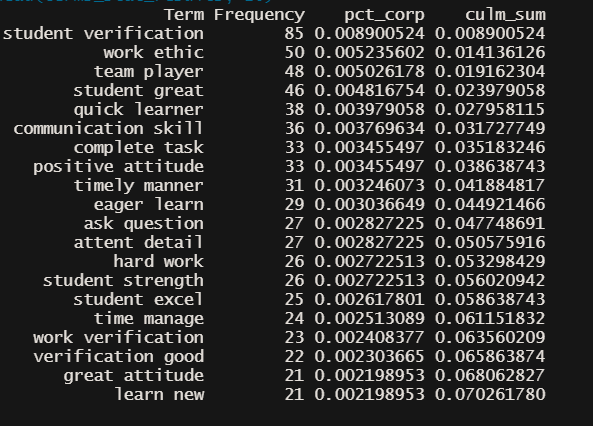 Term Frequency pct_corp culm_sum
student verification 85 0.008900524 0.008900524
work ethic 50 0.005235602 0.014136126
team player 48 0.005026178 0.019162304
student great 46 0.004816754 0.023979058
quick learner 38 0.003979058 0.027958115
communication skill 36 0.003769634 0.031727749
complete task 33 0.003455497 0.035183246
positive attitude 33 0.003455497 0.038638743
timely manner 31 0.003246073 0.041884817
eager learn 29 0.003036649 0.044921466
ask question 27 0.002827225 0.047748691
attent detail 27 0.002827225 0.050575916
hard work 26 0.002722513 0.053298429
student strength 26 0.002722513 0.056020942
student excel 25 0.002617801 0.058638743
time manage 24 0.002513089 0.061151832
work verification 23 0.002408377 0.063560209
verification good 22 0.002303665 0.065863874
great attitude 21 0.002198953 0.068062827
learn new 21 0.002198953 0.070261780